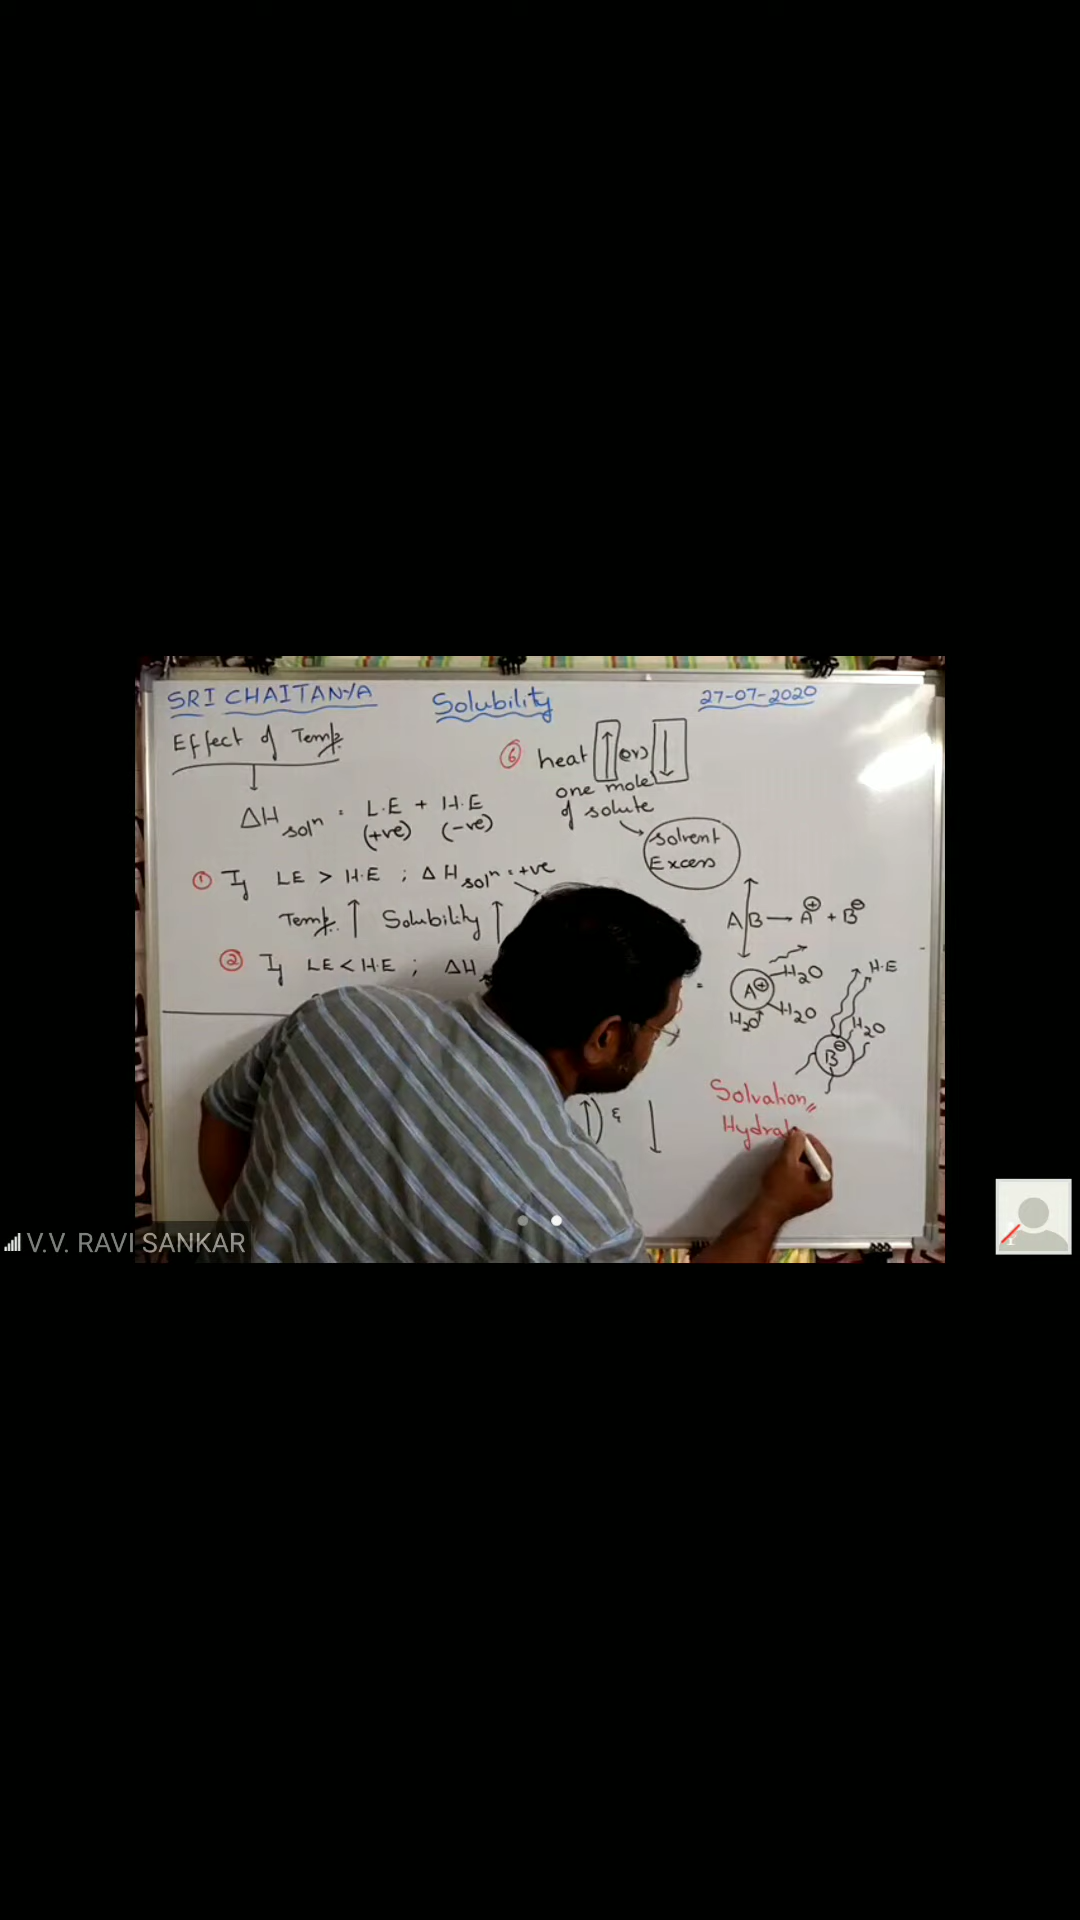 SRI CHAITANYA
Solubility
27-07-2020
Effect of Temp.
ΔH solⁿ = L.E + H.E
(+ve) (-ve)
① If LE > H.E ; ΔH solⁿ = +ve
Temp. ↑ Solubility ↑
② If LE < H.E ; ΔH
⑥ heat ↑ (or) ↓
one mole
of solute
Solvent
Excess
A B → A⊕ + B⊖
A⊕ H₂O
H₂O
H₂O
H.E
H₂O
B⊖
↑ & ↓
Solvation
Hydrat
V.V. RAVI SANKAR